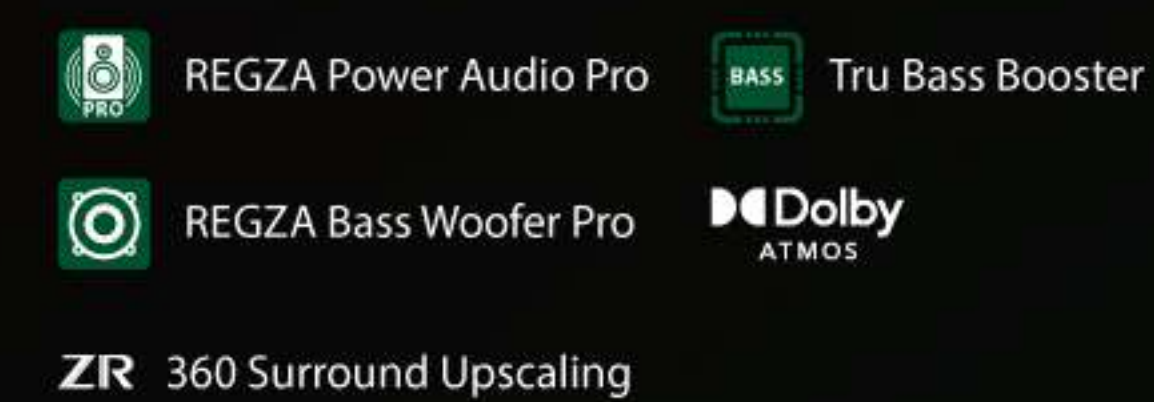 PRO
REGZA Power Audio Pro
BASS
Tru Bass Booster
REGZA Bass Woofer Pro
Dolby
ATMOS
ZR 360 Surround Upscaling